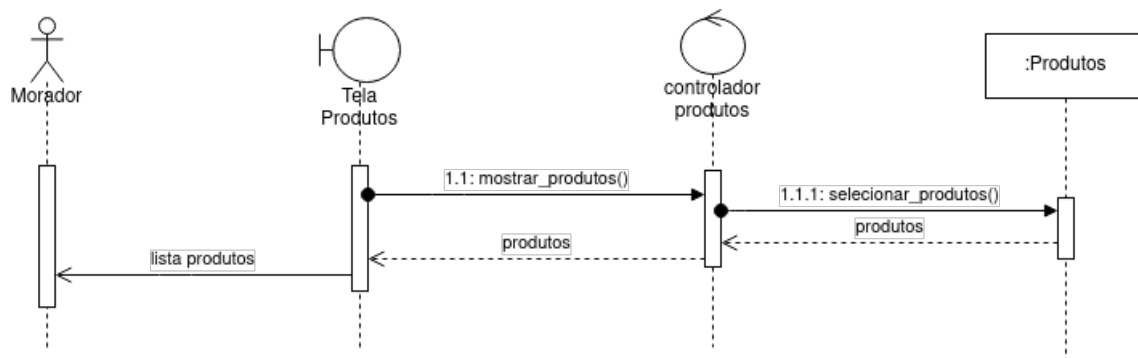 Morador
Tela
Produtos
controlador
produtos
:Produtos
1.1: mostrar_produtos()
1.1.1: selecionar_produtos()
produtos
produtos
lista produtos